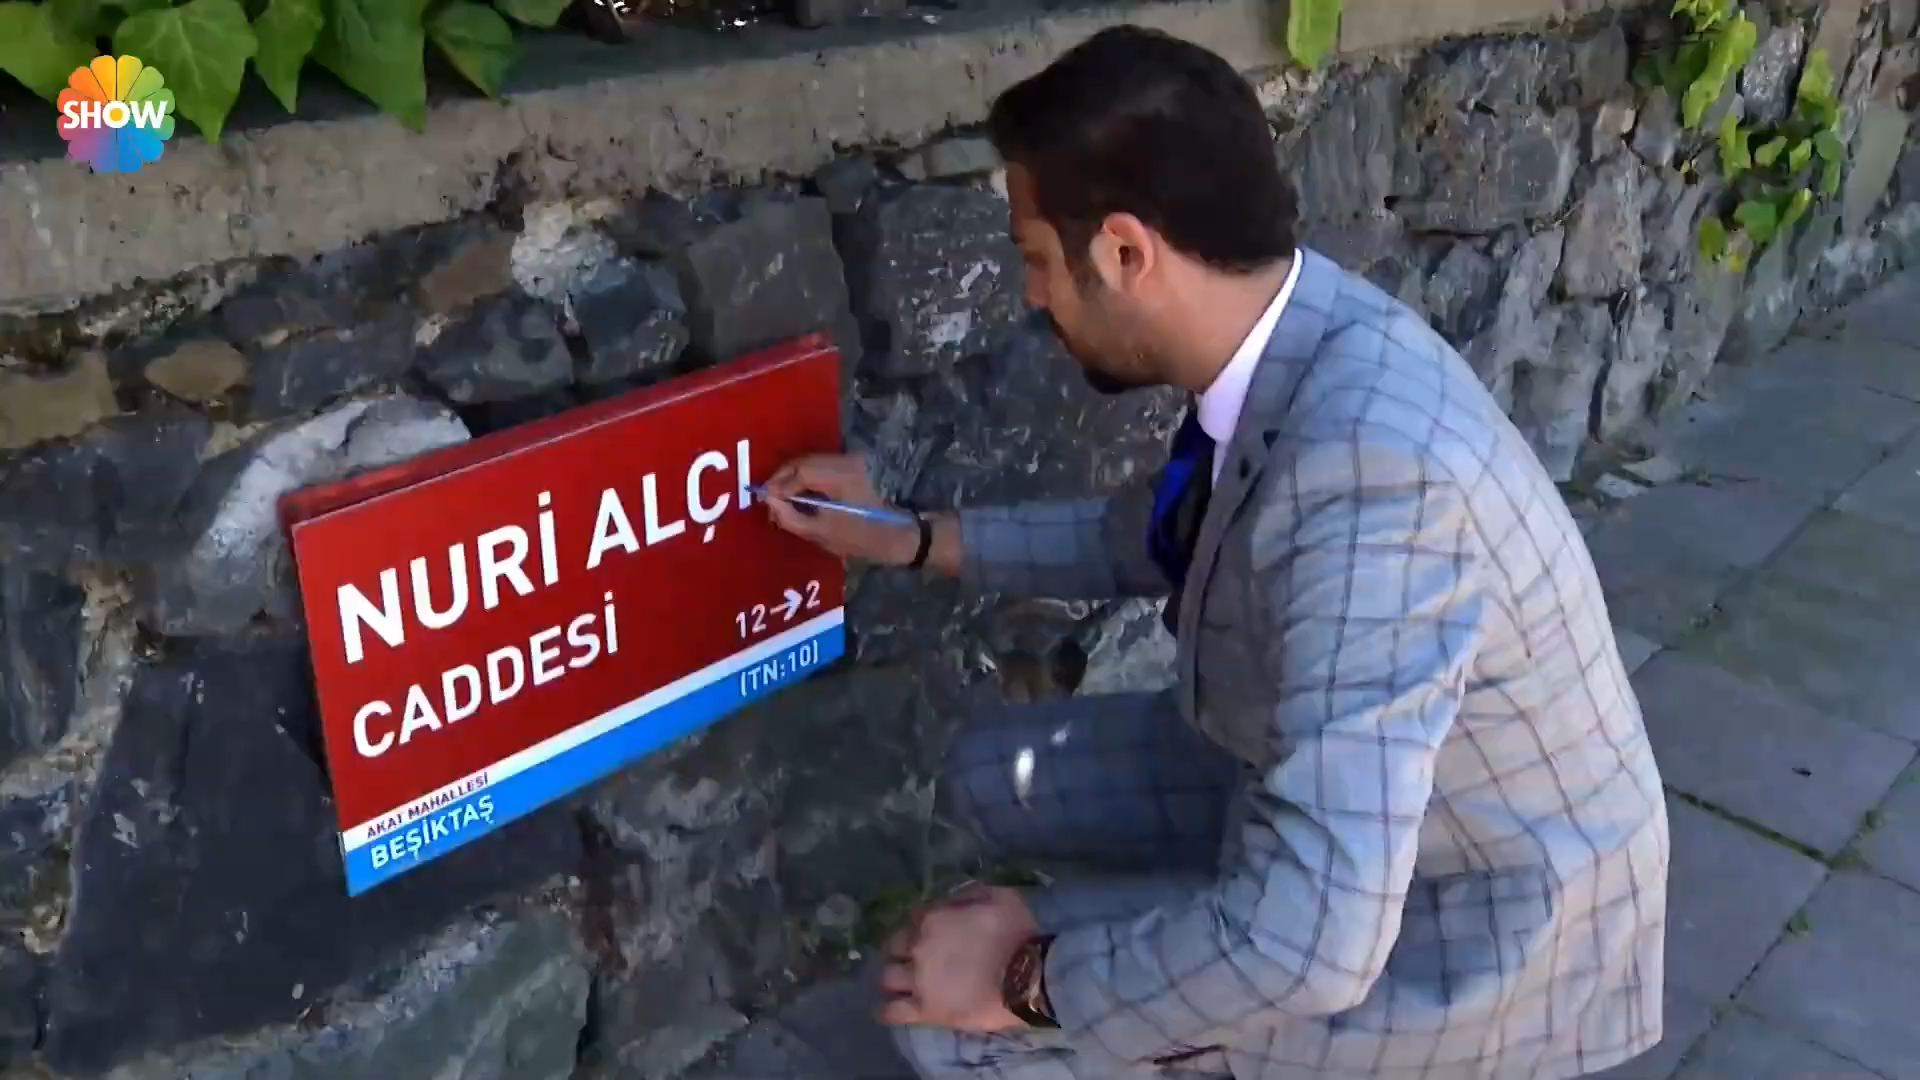 SHOW
NURİ ALÇI
CADDESİ
12→2
(TN:10)
AKAT MAHALLESİ
BEŞİKTAŞ